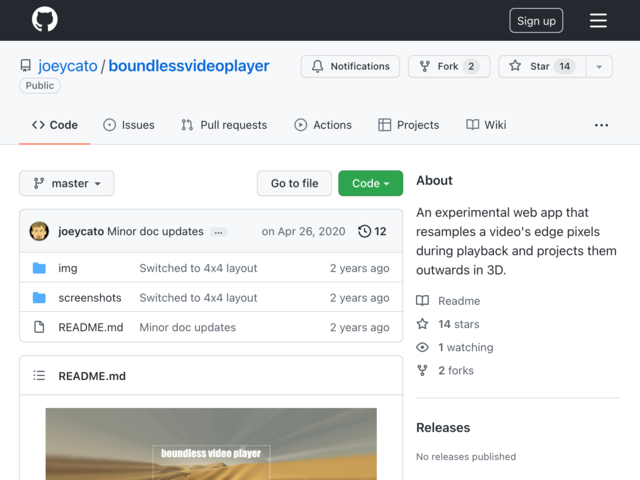 Sign up
joeycato / boundlessvideoplayer
Public
Notifications
Fork 2
Star 14
Code
Issues
Pull requests
Actions
Projects
Wiki
master
Go to file
Code
joeycato Minor doc updates ... on Apr 26, 2020 12
img Switched to 4x4 layout 2 years ago
screenshots Switched to 4x4 layout 2 years ago
README.md Minor doc updates 2 years ago
README.md
boundless video player
About
An experimental web app that
resamples a video's edge pixels
during playback and projects them
outwards in 3D.
Readme
14 stars
1 watching
2 forks
Releases
No releases published